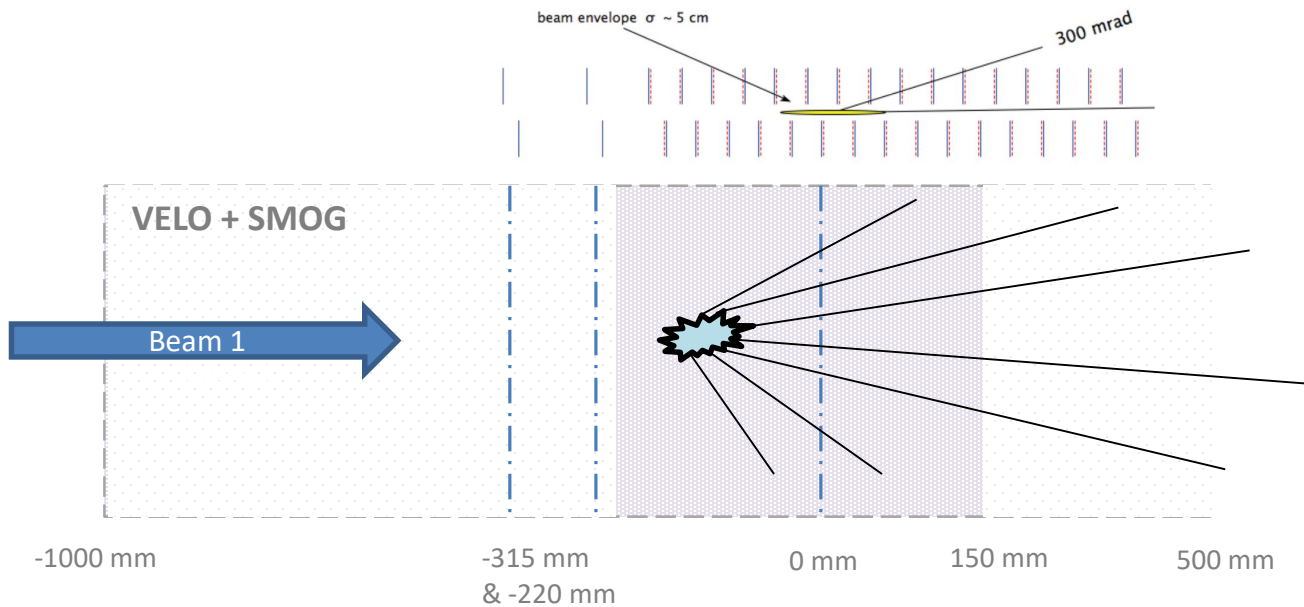 beam envelope σ ~ 5 cm
300 mrad
VELO + SMOG
Beam 1
-1000 mm
-315 mm
& -220 mm
0 mm
150 mm
500 mm